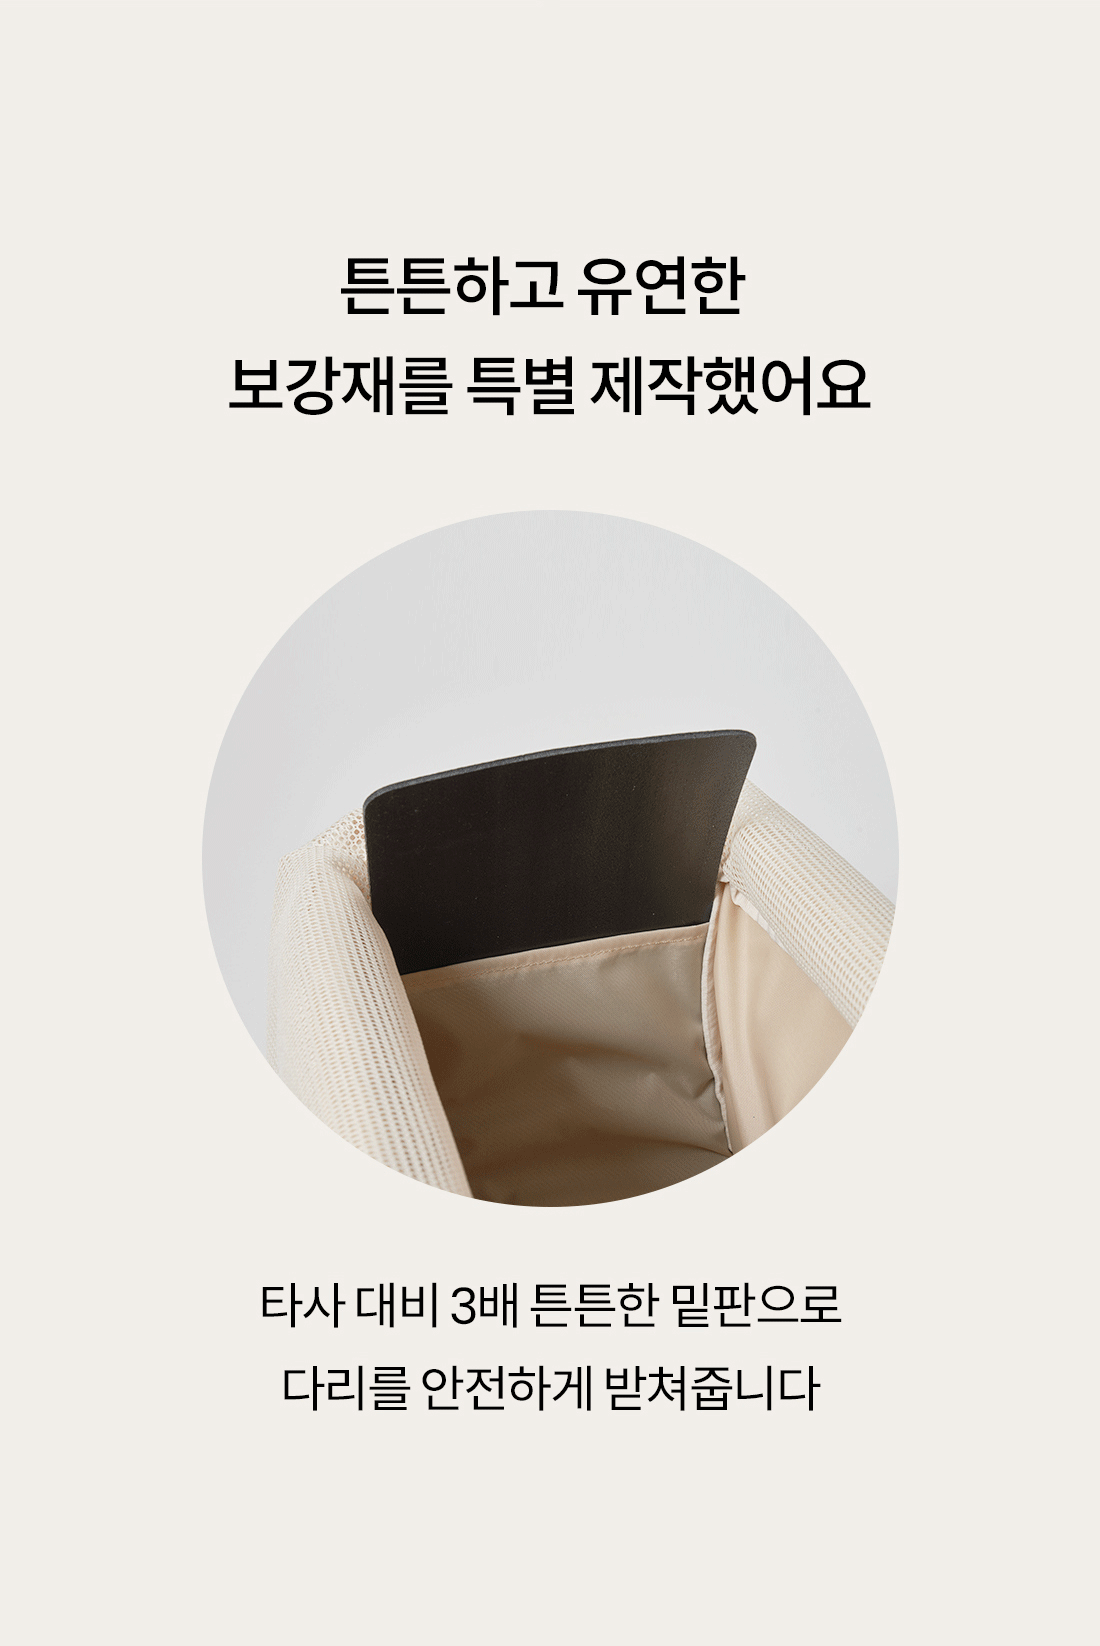 튼튼하고 유연한
보강재를 특별 제작했어요
타사 대비 3배 튼튼한 밑판으로
다리를 안전하게 받쳐줍니다